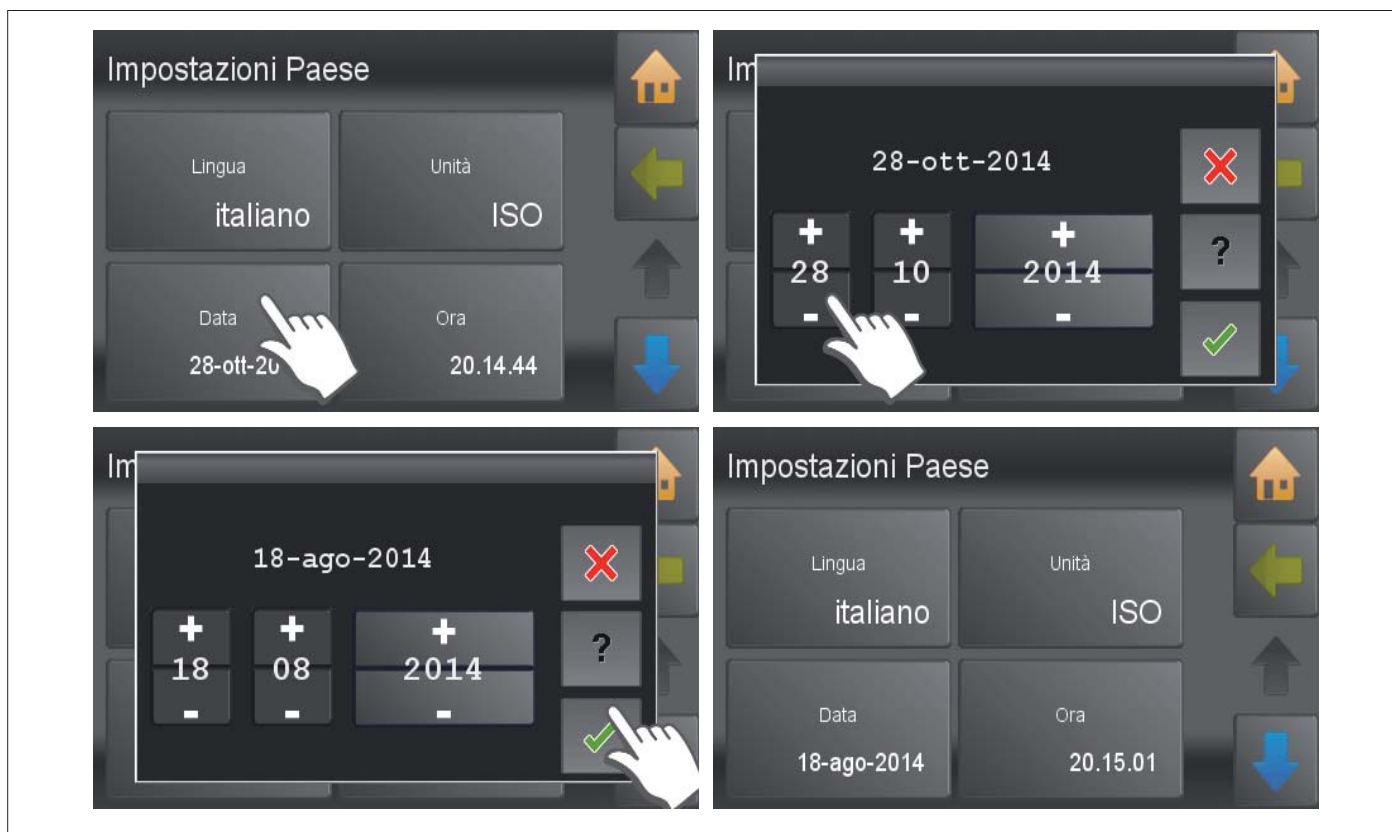 Impostazioni Paese
Lingua
italiano
Unità
ISO
Data
28-ott-20
Ora
20.14.44
Im
28-ott-2014
+ + +
28 10 2014
- - -
?
Im
18-ago-2014
+ + +
18 08 2014
- - -
?
Impostazioni Paese
Lingua
italiano
Unità
ISO
Data
18-ago-2014
Ora
20.15.01